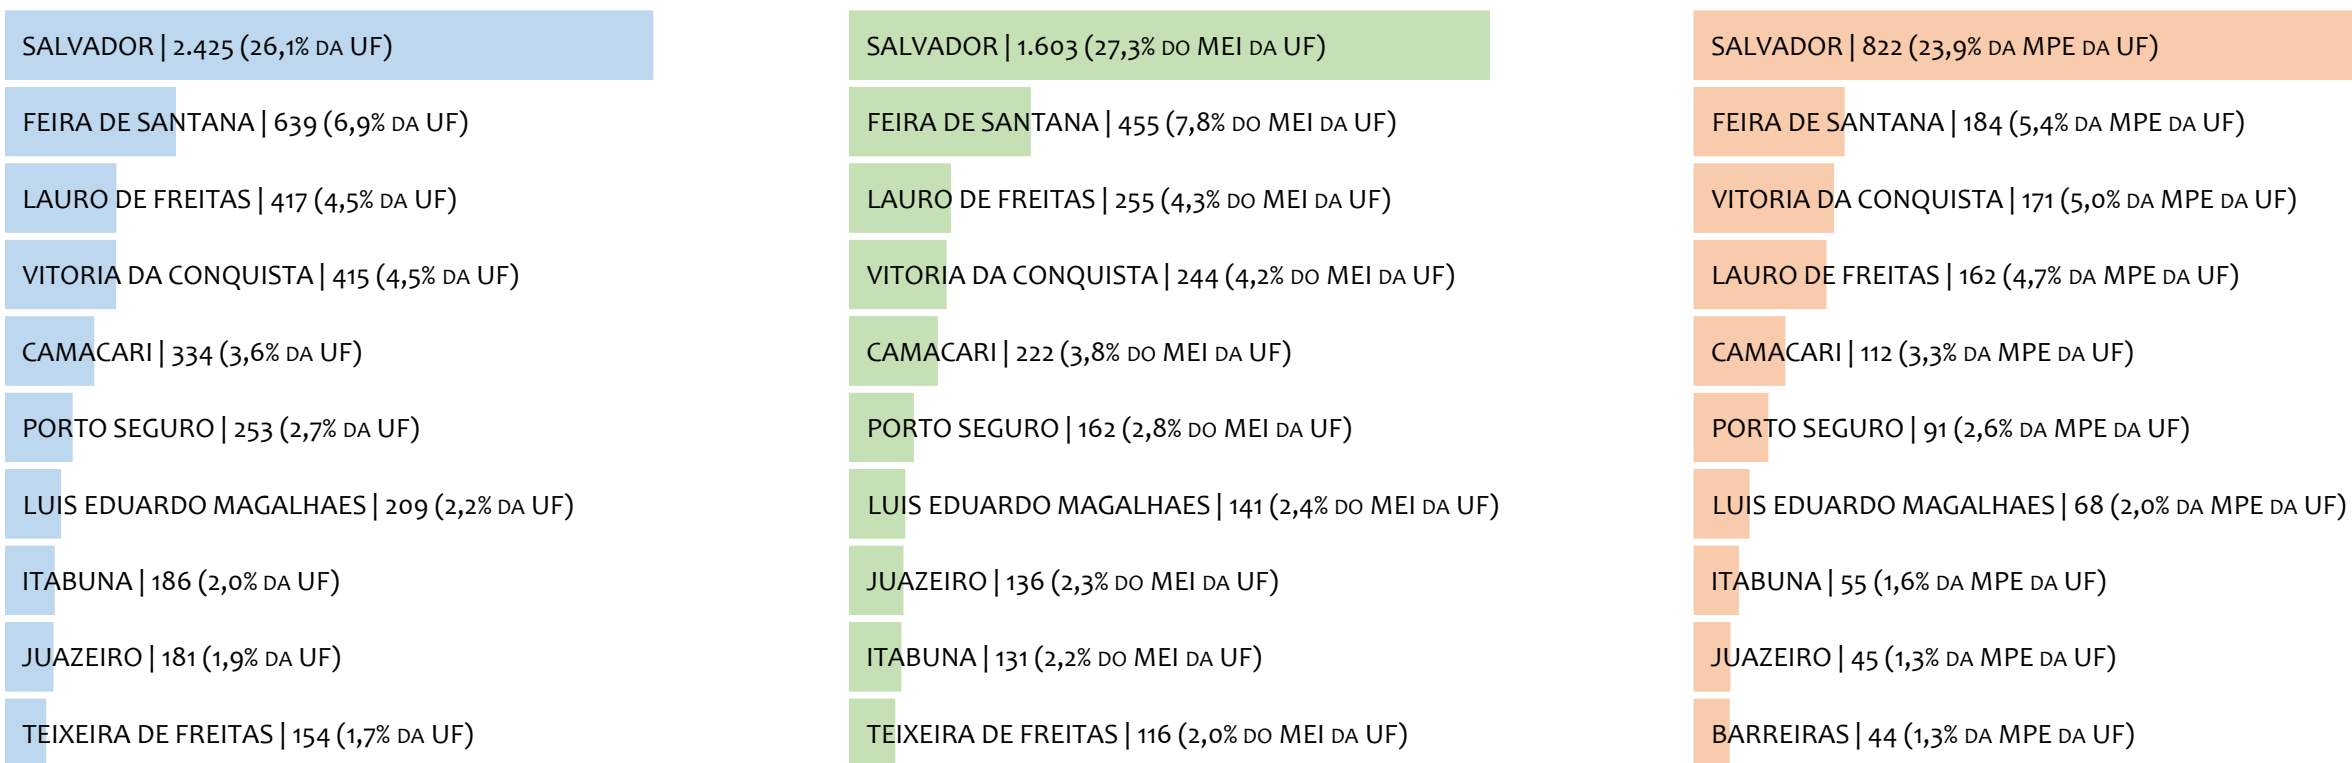 SALVADOR | 2.425 (26,1% DA UF)
FEIRA DE SANTANA | 639 (6,9% DA UF)
LAURO DE FREITAS | 417 (4,5% DA UF)
VITORIA DA CONQUISTA | 415 (4,5% DA UF)
CAMACARI | 334 (3,6% DA UF)
PORTO SEGURO | 253 (2,7% DA UF)
LUIS EDUARDO MAGALHAES | 209 (2,2% DA UF)
ITABUNA | 186 (2,0% DA UF)
JUAZEIRO | 181 (1,9% DA UF)
TEIXEIRA DE FREITAS | 154 (1,7% DA UF)
SALVADOR | 1.603 (27,3% DO MEI DA UF)
FEIRA DE SANTANA | 455 (7,8% DO MEI DA UF)
LAURO DE FREITAS | 255 (4,3% DO MEI DA UF)
VITORIA DA CONQUISTA | 244 (4,2% DO MEI DA UF)
CAMACARI | 222 (3,8% DO MEI DA UF)
PORTO SEGURO | 162 (2,8% DO MEI DA UF)
LUIS EDUARDO MAGALHAES | 141 (2,4% DO MEI DA UF)
JUAZEIRO | 136 (2,3% DO MEI DA UF)
ITABUNA | 131 (2,2% DO MEI DA UF)
TEIXEIRA DE FREITAS | 116 (2,0% DO MEI DA UF)
SALVADOR | 822 (23,9% DA MPE DA UF)
FEIRA DE SANTANA | 184 (5,4% DA MPE DA UF)
VITORIA DA CONQUISTA | 171 (5,0% DA MPE DA UF)
LAURO DE FREITAS | 162 (4,7% DA MPE DA UF)
CAMACARI | 112 (3,3% DA MPE DA UF)
PORTO SEGURO | 91 (2,6% DA MPE DA UF)
LUIS EDUARDO MAGALHAES | 68 (2,0% DA MPE DA UF)
ITABUNA | 55 (1,6% DA MPE DA UF)
JUAZEIRO | 45 (1,3% DA MPE DA UF)
BARREIRAS | 44 (1,3% DA MPE DA UF)